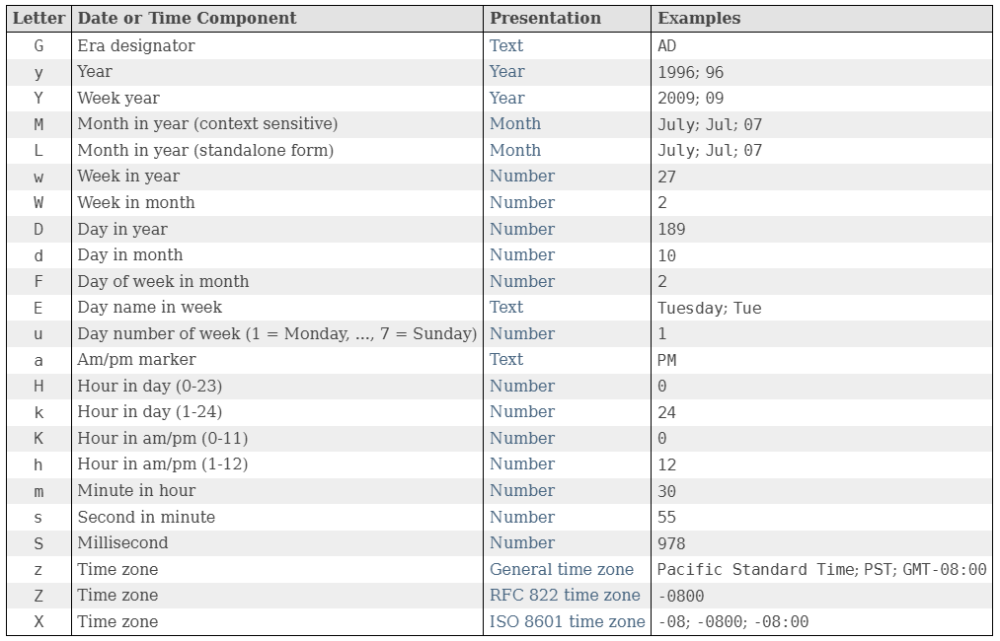 Letter Date or Time Component Presentation Examples
G Era designator Text AD
y Year Year 1996; 96
Y Week year Year 2009; 09
M Month in year (context sensitive) Month July; Jul; 07
L Month in year (standalone form) Month July; Jul; 07
w Week in year Number 27
W Week in month Number 2
D Day in year Number 189
d Day in month Number 10
F Day of week in month Number 2
E Day name in week Text Tuesday; Tue
u Day number of week (1 = Monday, ..., 7 = Sunday) Number 1
a Am/pm marker Text PM
H Hour in day (0-23) Number 0
k Hour in day (1-24) Number 24
K Hour in am/pm (0-11) Number 0
h Hour in am/pm (1-12) Number 12
m Minute in hour Number 30
s Second in minute Number 55
S Millisecond Number 978
z Time zone General time zone Pacific Standard Time; PST; GMT-08:00
Z Time zone RFC 822 time zone -0800
X Time zone ISO 8601 time zone -08; -0800; -08:00